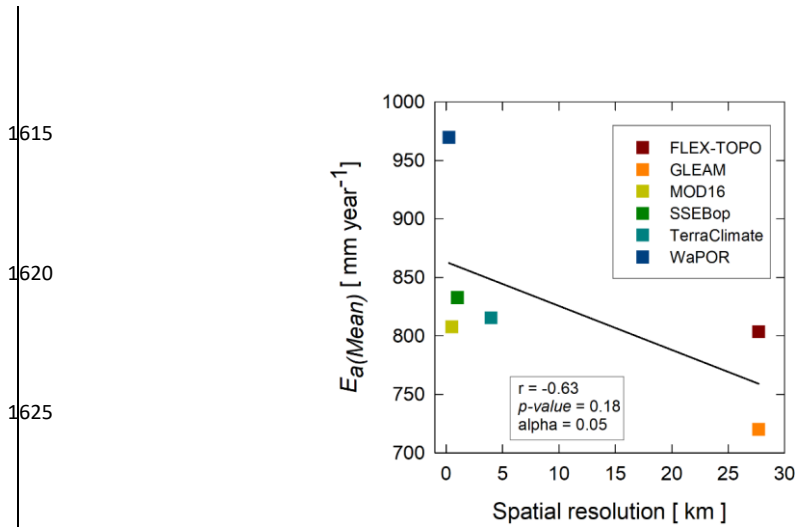 1615
1620
1625
1000
950
900
850
800
750
700
E_a(Mean) [ mm year⁻¹ ]
FLEX-TOPO
GLEAM
MOD16
SSEBop
TerraClimate
WaPOR
r = -0.63
p-value = 0.18
alpha = 0.05
0 5 10 15 20 25 30
Spatial resolution [ km ]